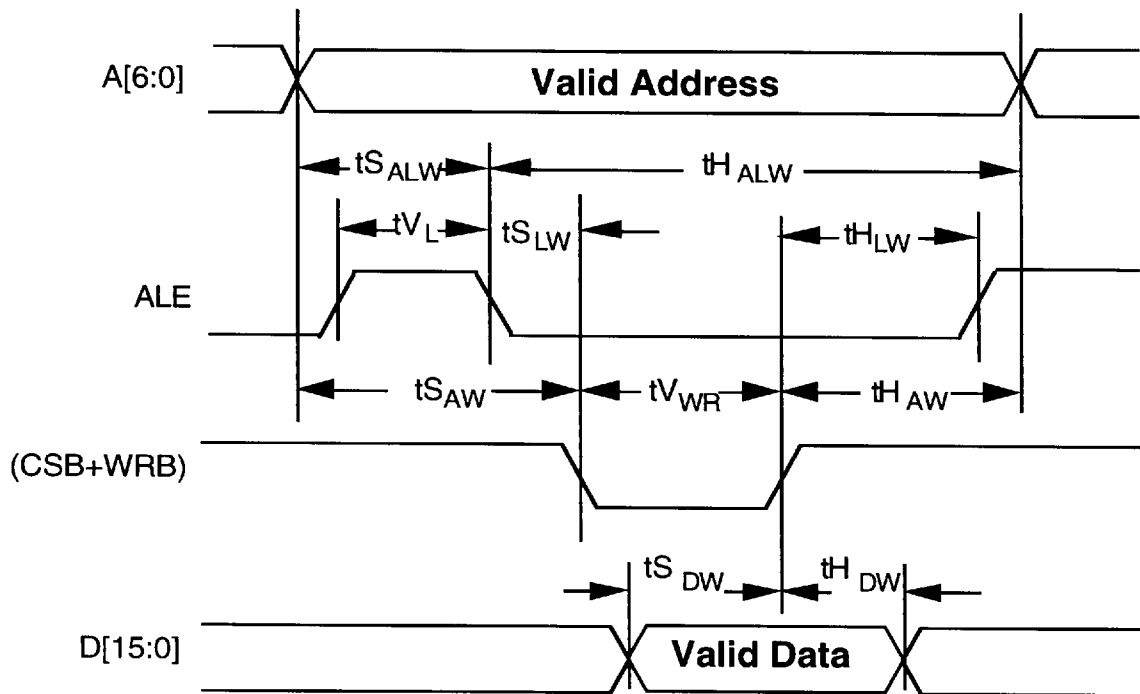 A[6:0] Valid Address
tS ALW tH ALW
tV L tS LW tH LW
ALE
tS AW tV WR tH AW
(CSB+WRB)
tS DW tH DW
D[15:0] Valid Data